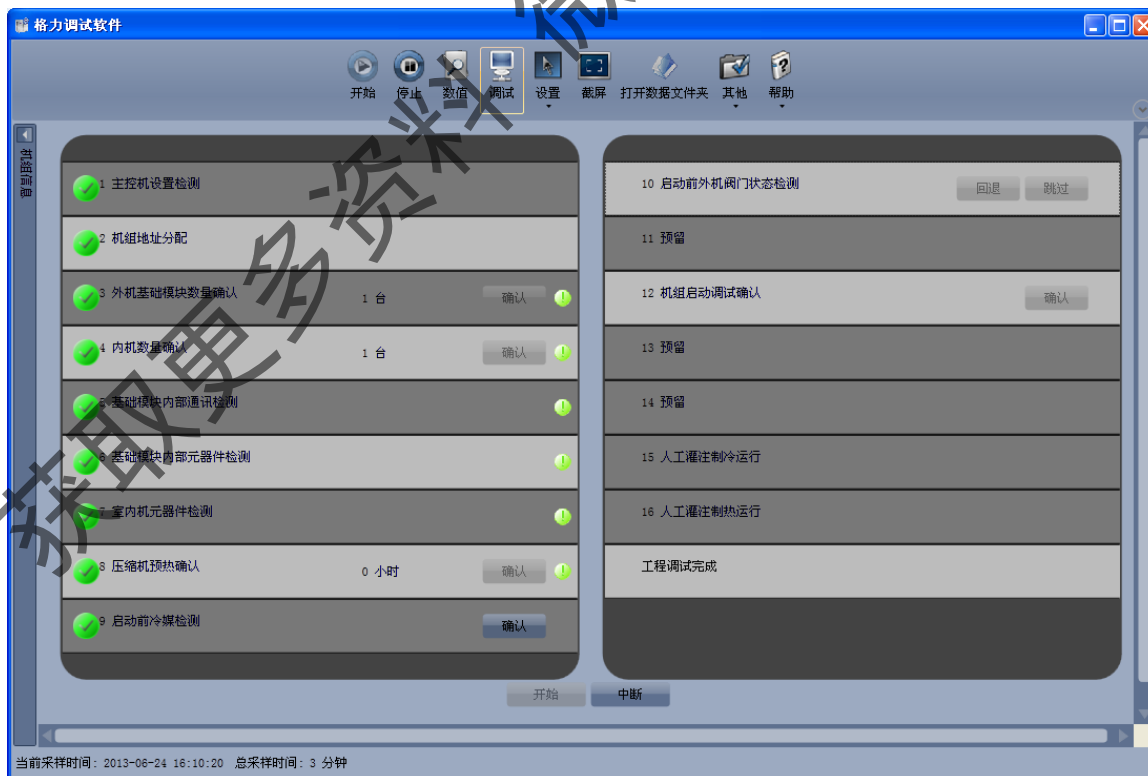 格力调试软件
开始 停止 数值 调试 设置 截屏 打开数据文件夹 其他 帮助
机组信息
1 主控机设置检测
2 机组地址分配
3 外机基础模块数量确认 1 台 确认
4 内机数量确认 1 台 确认
5 基础模块内部通讯检测
6 基础模块内部元器件检测
7 室内机元器件检测
8 压缩机预热确认 0 小时 确认
9 启动前冷媒检测 确认
10 启动前外机阀门状态检测 回退 跳过
11 预留
12 机组启动调试确认 确认
13 预留
14 预留
15 人工灌注制冷运行
16 人工灌注制热运行
工程调试完成
开始 中断
当前采样时间: 2013-06-24 16:10:20 总采样时间: 3 分钟
获取更多资料